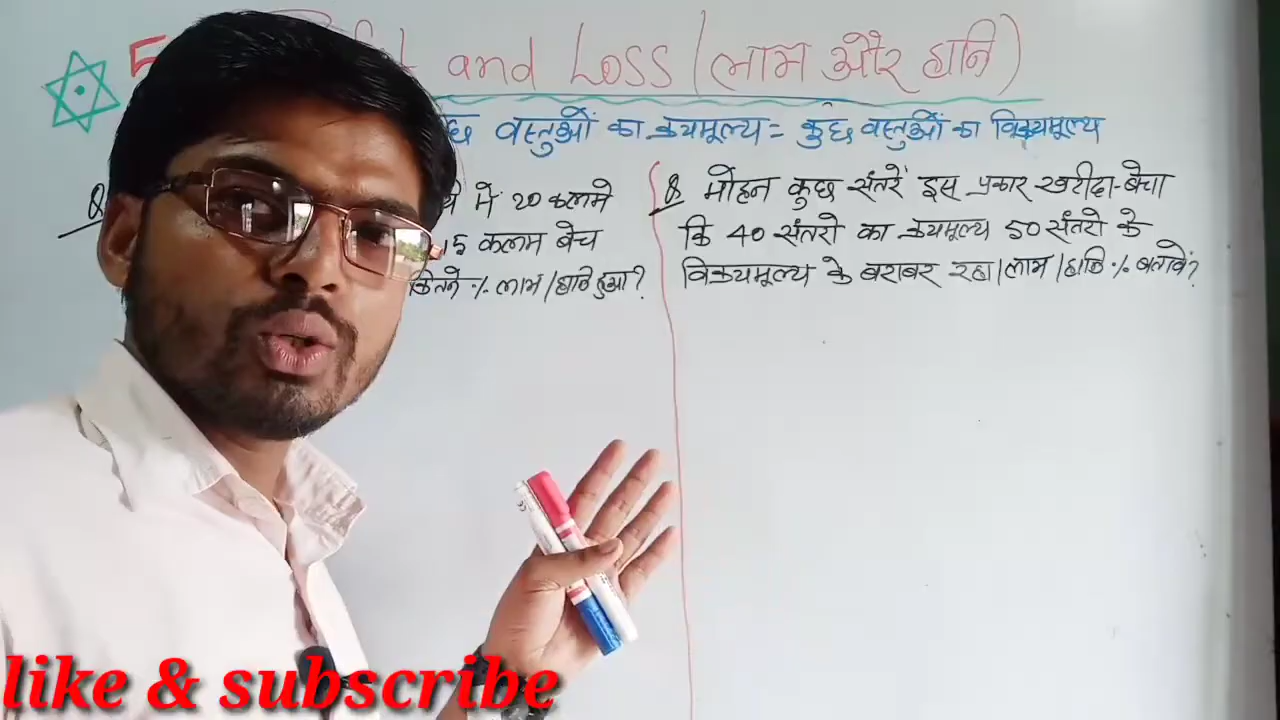 and Loss (लाभ और हानि)
वस्तुओं का क्रयमूल्य = कुछ वस्तुओं का विक्रयमूल्य
Q में 20 कलमे
15 कलम बेच
कितने % लाभ/हानि हुआ?
Q मोहन कुछ संतरें इस प्रकार खरीदा-बेचा
कि 40 संतरो का क्रयमूल्य 50 संतरो के
विक्रयमूल्य के बराबर रहा/लाभ/हानि % बतावें?
like & subscribe